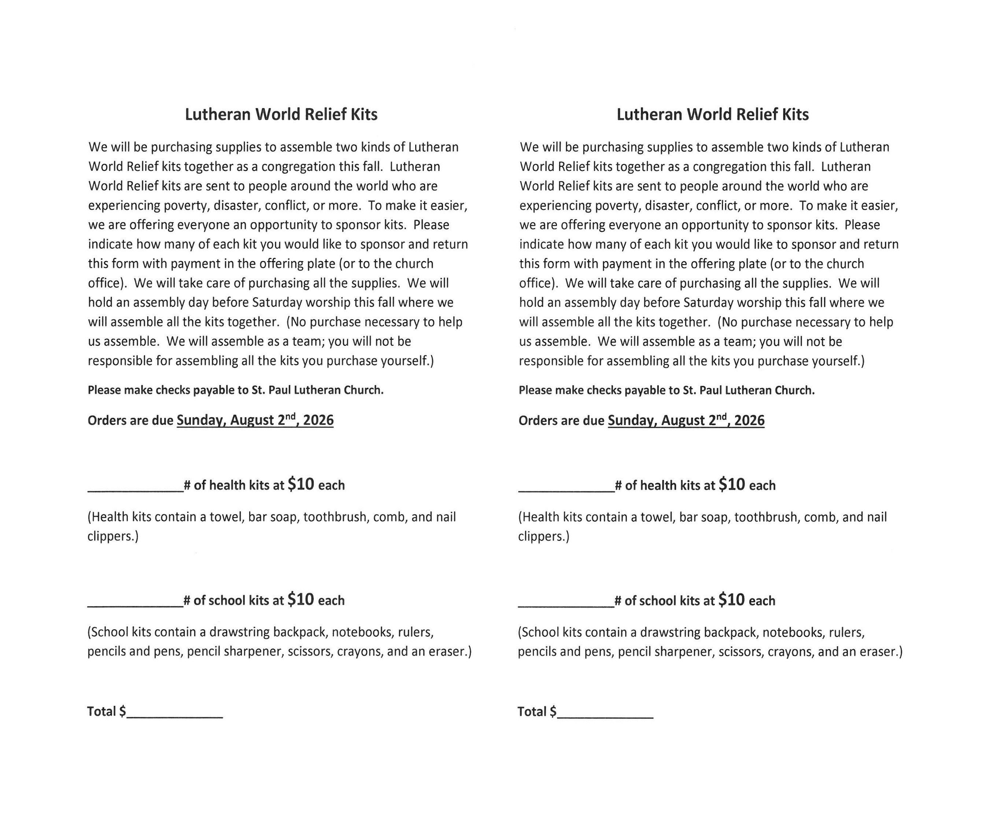 Lutheran World Relief Kits
We will be purchasing supplies to assemble two kinds of Lutheran
World Relief kits together as a congregation this fall.  Lutheran
World Relief kits are sent to people around the world who are
experiencing poverty, disaster, conflict, or more.  To make it easier,
we are offering everyone an opportunity to sponsor kits.  Please
indicate how many of each kit you would like to sponsor and return
this form with payment in the offering plate (or to the church
office).  We will take care of purchasing all the supplies.  We will
hold an assembly day before Saturday worship this fall where we
will assemble all the kits together.  (No purchase necessary to help
us assemble.  We will assemble as a team; you will not be
responsible for assembling all the kits you purchase yourself.)
Please make checks payable to St. Paul Lutheran Church.
Orders are due Sunday, August 2nd, 2026
______________# of health kits at $10 each
(Health kits contain a towel, bar soap, toothbrush, comb, and nail
clippers.)
______________# of school kits at $10 each
(School kits contain a drawstring backpack, notebooks, rulers,
pencils and pens, pencil sharpener, scissors, crayons, and an eraser.)
Total $______________
Lutheran World Relief Kits
We will be purchasing supplies to assemble two kinds of Lutheran
World Relief kits together as a congregation this fall.  Lutheran
World Relief kits are sent to people around the world who are
experiencing poverty, disaster, conflict, or more.  To make it easier,
we are offering everyone an opportunity to sponsor kits.  Please
indicate how many of each kit you would like to sponsor and return
this form with payment in the offering plate (or to the church
office).  We will take care of purchasing all the supplies.  We will
hold an assembly day before Saturday worship this fall where we
will assemble all the kits together.  (No purchase necessary to help
us assemble.  We will assemble as a team; you will not be
responsible for assembling all the kits you purchase yourself.)
Please make checks payable to St. Paul Lutheran Church.
Orders are due Sunday, August 2nd, 2026
______________# of health kits at $10 each
(Health kits contain a towel, bar soap, toothbrush, comb, and nail
clippers.)
______________# of school kits at $10 each
(School kits contain a drawstring backpack, notebooks, rulers,
pencils and pens, pencil sharpener, scissors, crayons, and an eraser.)
Total $______________